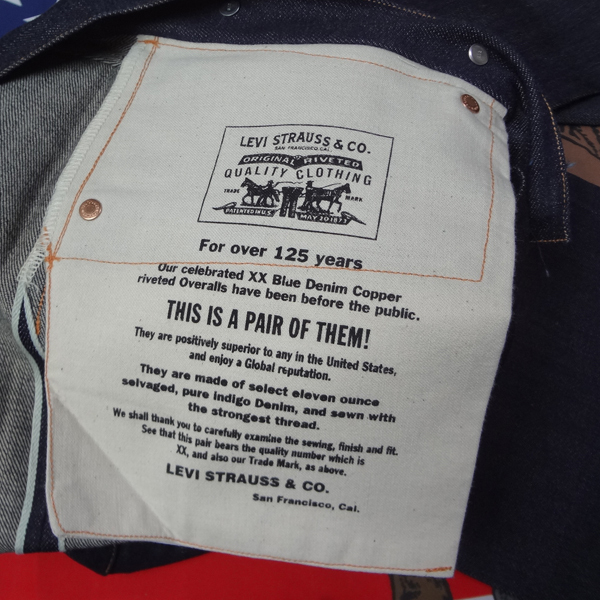 LEVI STRAUSS & CO.
SAN FRANCISCO, CAL.
ORIGINAL RIVETED
QUALITY CLOTHING
TRADE MARK
PATENTED IN U.S. MAY 20 1873
For over 125 years
Our celebrated XX Blue Denim Copper
riveted Overalls have been before the public.
THIS IS A PAIR OF THEM!
They are positively superior to any in the United States,
and enjoy a Global reputation.
They are made of select eleven ounce
selvaged, pure indigo Denim, and sewn with
the strongest thread.
We shall thank you to carefully examine the sewing, finish and fit.
See that this pair bears the quality number which is
XX, and also our Trade Mark, as above.
LEVI STRAUSS & CO.
San Francisco, Cal.